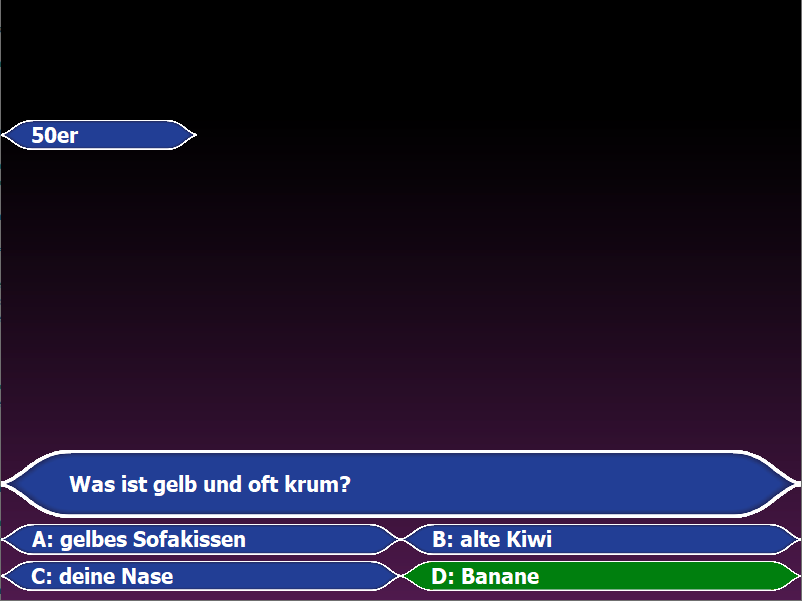 50er
Was ist gelb und oft krum?
A: gelbes Sofakissen
B: alte Kiwi
C: deine Nase
D: Banane